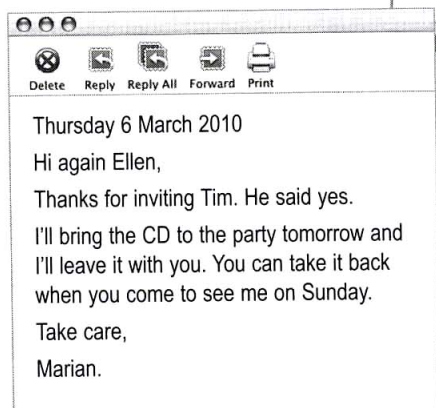 Delete Reply Reply All Forward Print
Thursday 6 March 2010
Hi again Ellen,
Thanks for inviting Tim. He said yes.
I'll bring the CD to the party tomorrow and
I'll leave it with you. You can take it back
when you come to see me on Sunday.
Take care,
Marian.